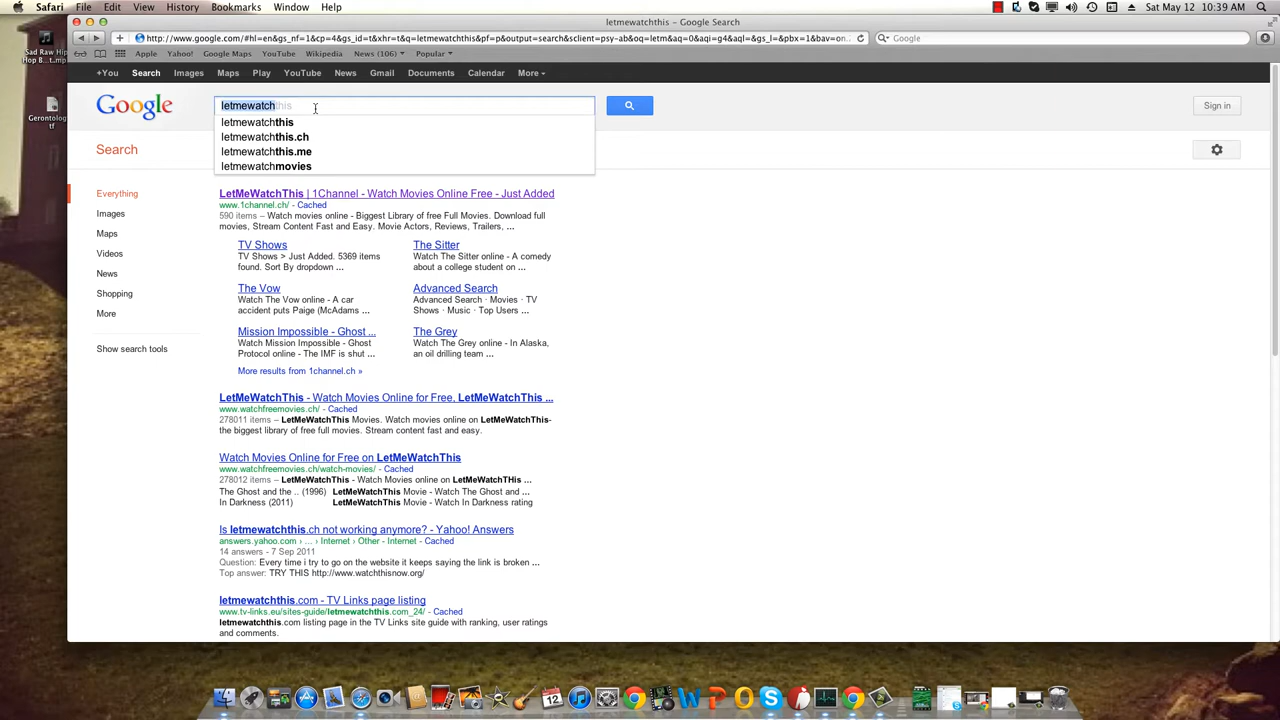 Safari File Edit View History Bookmarks Window Help Sat May 12 10:39 AM
letmewatchthis – Google Search
http://www.google.com/#hl=en&gs_nf=1&cp=4&gs_id=t&xhr=t&q=letmewatchthis&pf=p&output=search&sclient=psy-ab&oq=letm&aq=0&aqi=g4&aql=&gs_l=&pbx=1&bav=on... Google
Apple Yahoo! Google Maps YouTube Wikipedia News (106) Popular
+You Search Images Maps Play YouTube News Gmail Documents Calendar More
Google letmewatchthis Sign in
letmewatchthis
letmewatchthis.ch
letmewatchthis.me
letmewatchmovies
Search
Everything
Images
Maps
Videos
News
Shopping
More
Show search tools
LetMeWatchThis | 1Channel - Watch Movies Online Free - Just Added
www.1channel.ch/ - Cached
590 items – Watch movies online - Biggest Library of free Full Movies. Download full
movies, Stream Content Fast and Easy. Movie Actors, Reviews, Trailers, ...
TV Shows
TV Shows > Just Added. 5369 items
found. Sort By dropdown ...
The Sitter
Watch The Sitter online - A comedy
about a college student on ...
The Vow
Watch The Vow online - A car
accident puts Paige (McAdams ...
Advanced Search
Advanced Search · Movies · TV
Shows · Music · Top Users ...
Mission Impossible - Ghost ...
Watch Mission Impossible - Ghost
Protocol online - The IMF is shut ...
The Grey
Watch The Grey online - In Alaska,
an oil drilling team ...
More results from 1channel.ch »
LetMeWatchThis - Watch Movies Online for Free, LetMeWatchThis ...
www.watchfreemovies.ch/ - Cached
278011 items – LetMeWatchThis Movies. Watch movies online on LetMeWatchThis-
the biggest library of free full movies. Stream content fast and easy.
Watch Movies Online for Free on LetMeWatchThis
www.watchfreemovies.ch/watch-movies/ - Cached
278012 items – LetMeWatchThis - Watch Movies Online on LetMeWatchTHis ...
The Ghost and the .. (1996) LetMeWatchThis Movie - Watch The Ghost and ...
In Darkness (2011) LetMeWatchThis Movie - Watch In Darkness rating
Is letmewatchthis.ch not working anymore? - Yahoo! Answers
answers.yahoo.com › ... › Internet › Other - Internet - Cached
14 answers - 7 Sep 2011
Question: Every time i try to go on the website it keeps saying the link is broken ...
Top answer: TRY THIS http://www.watchthisnow.org/
letmewatchthis.com - TV Links page listing
www.tv-links.eu/sites-guide/letmewatchthis.com_24/ - Cached
letmewatchthis.com listing page in the TV Links site guide with ranking, user ratings
and comments.
Sad Raw Hip
Hop B....mp3
Gerontology